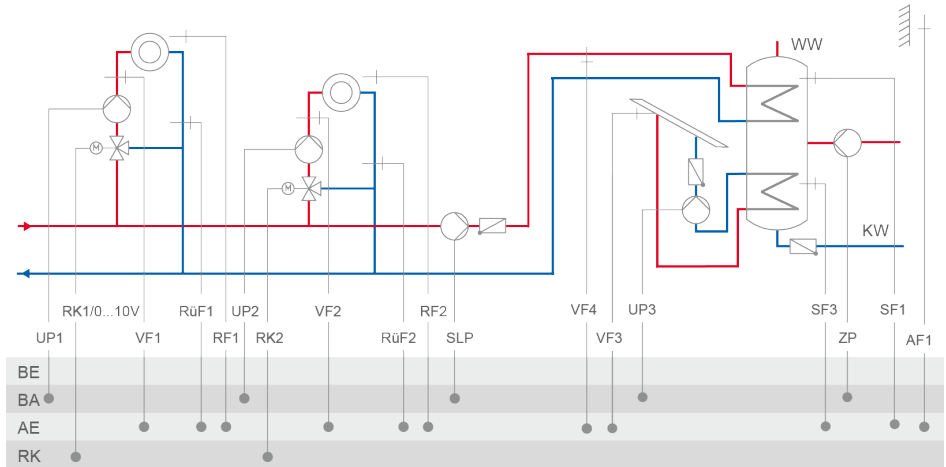 WW
M
M
KW
RK1/0...10V RüF1 UP2 VF2 RF2 VF4 UP3 SF3 SF1
UP1 VF1 RF1 RK2 RüF2 SLP VF3 ZP AF1
BE
BA
AE
RK